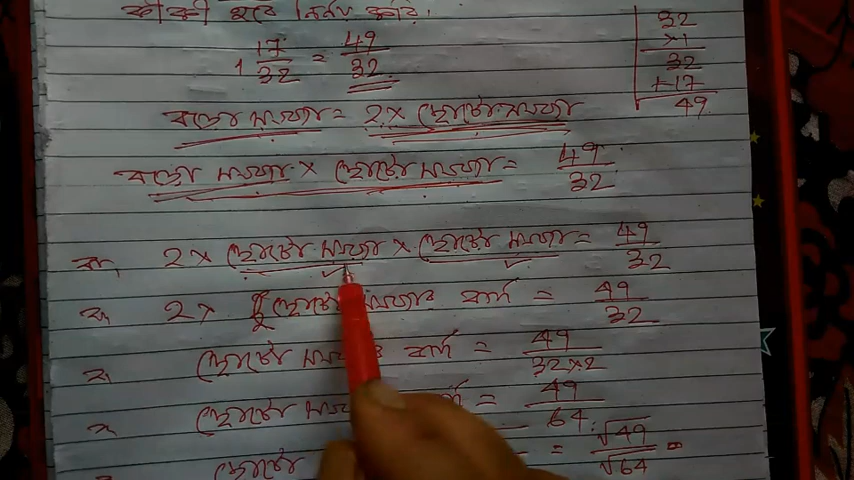 কী কী হবে নির্ণয় করি।
1 17/32 = 49/32
32
×1
32
+17
49
বড়ো সংখ্যা = 2 × ছোটো সংখ্যা
বড়ো সংখ্যা × ছোটো সংখ্যা = 49/32
বা, 2 × ছোটো সংখ্যা × ছোটো সংখ্যা = 49/32
বা, 2 × ছোটো সংখ্যার বর্গ = 49/32
বা, ছোটো বর্গ = 49/32×2
বা, ছোটো = 49/64
ছোটো = √49/√64 =